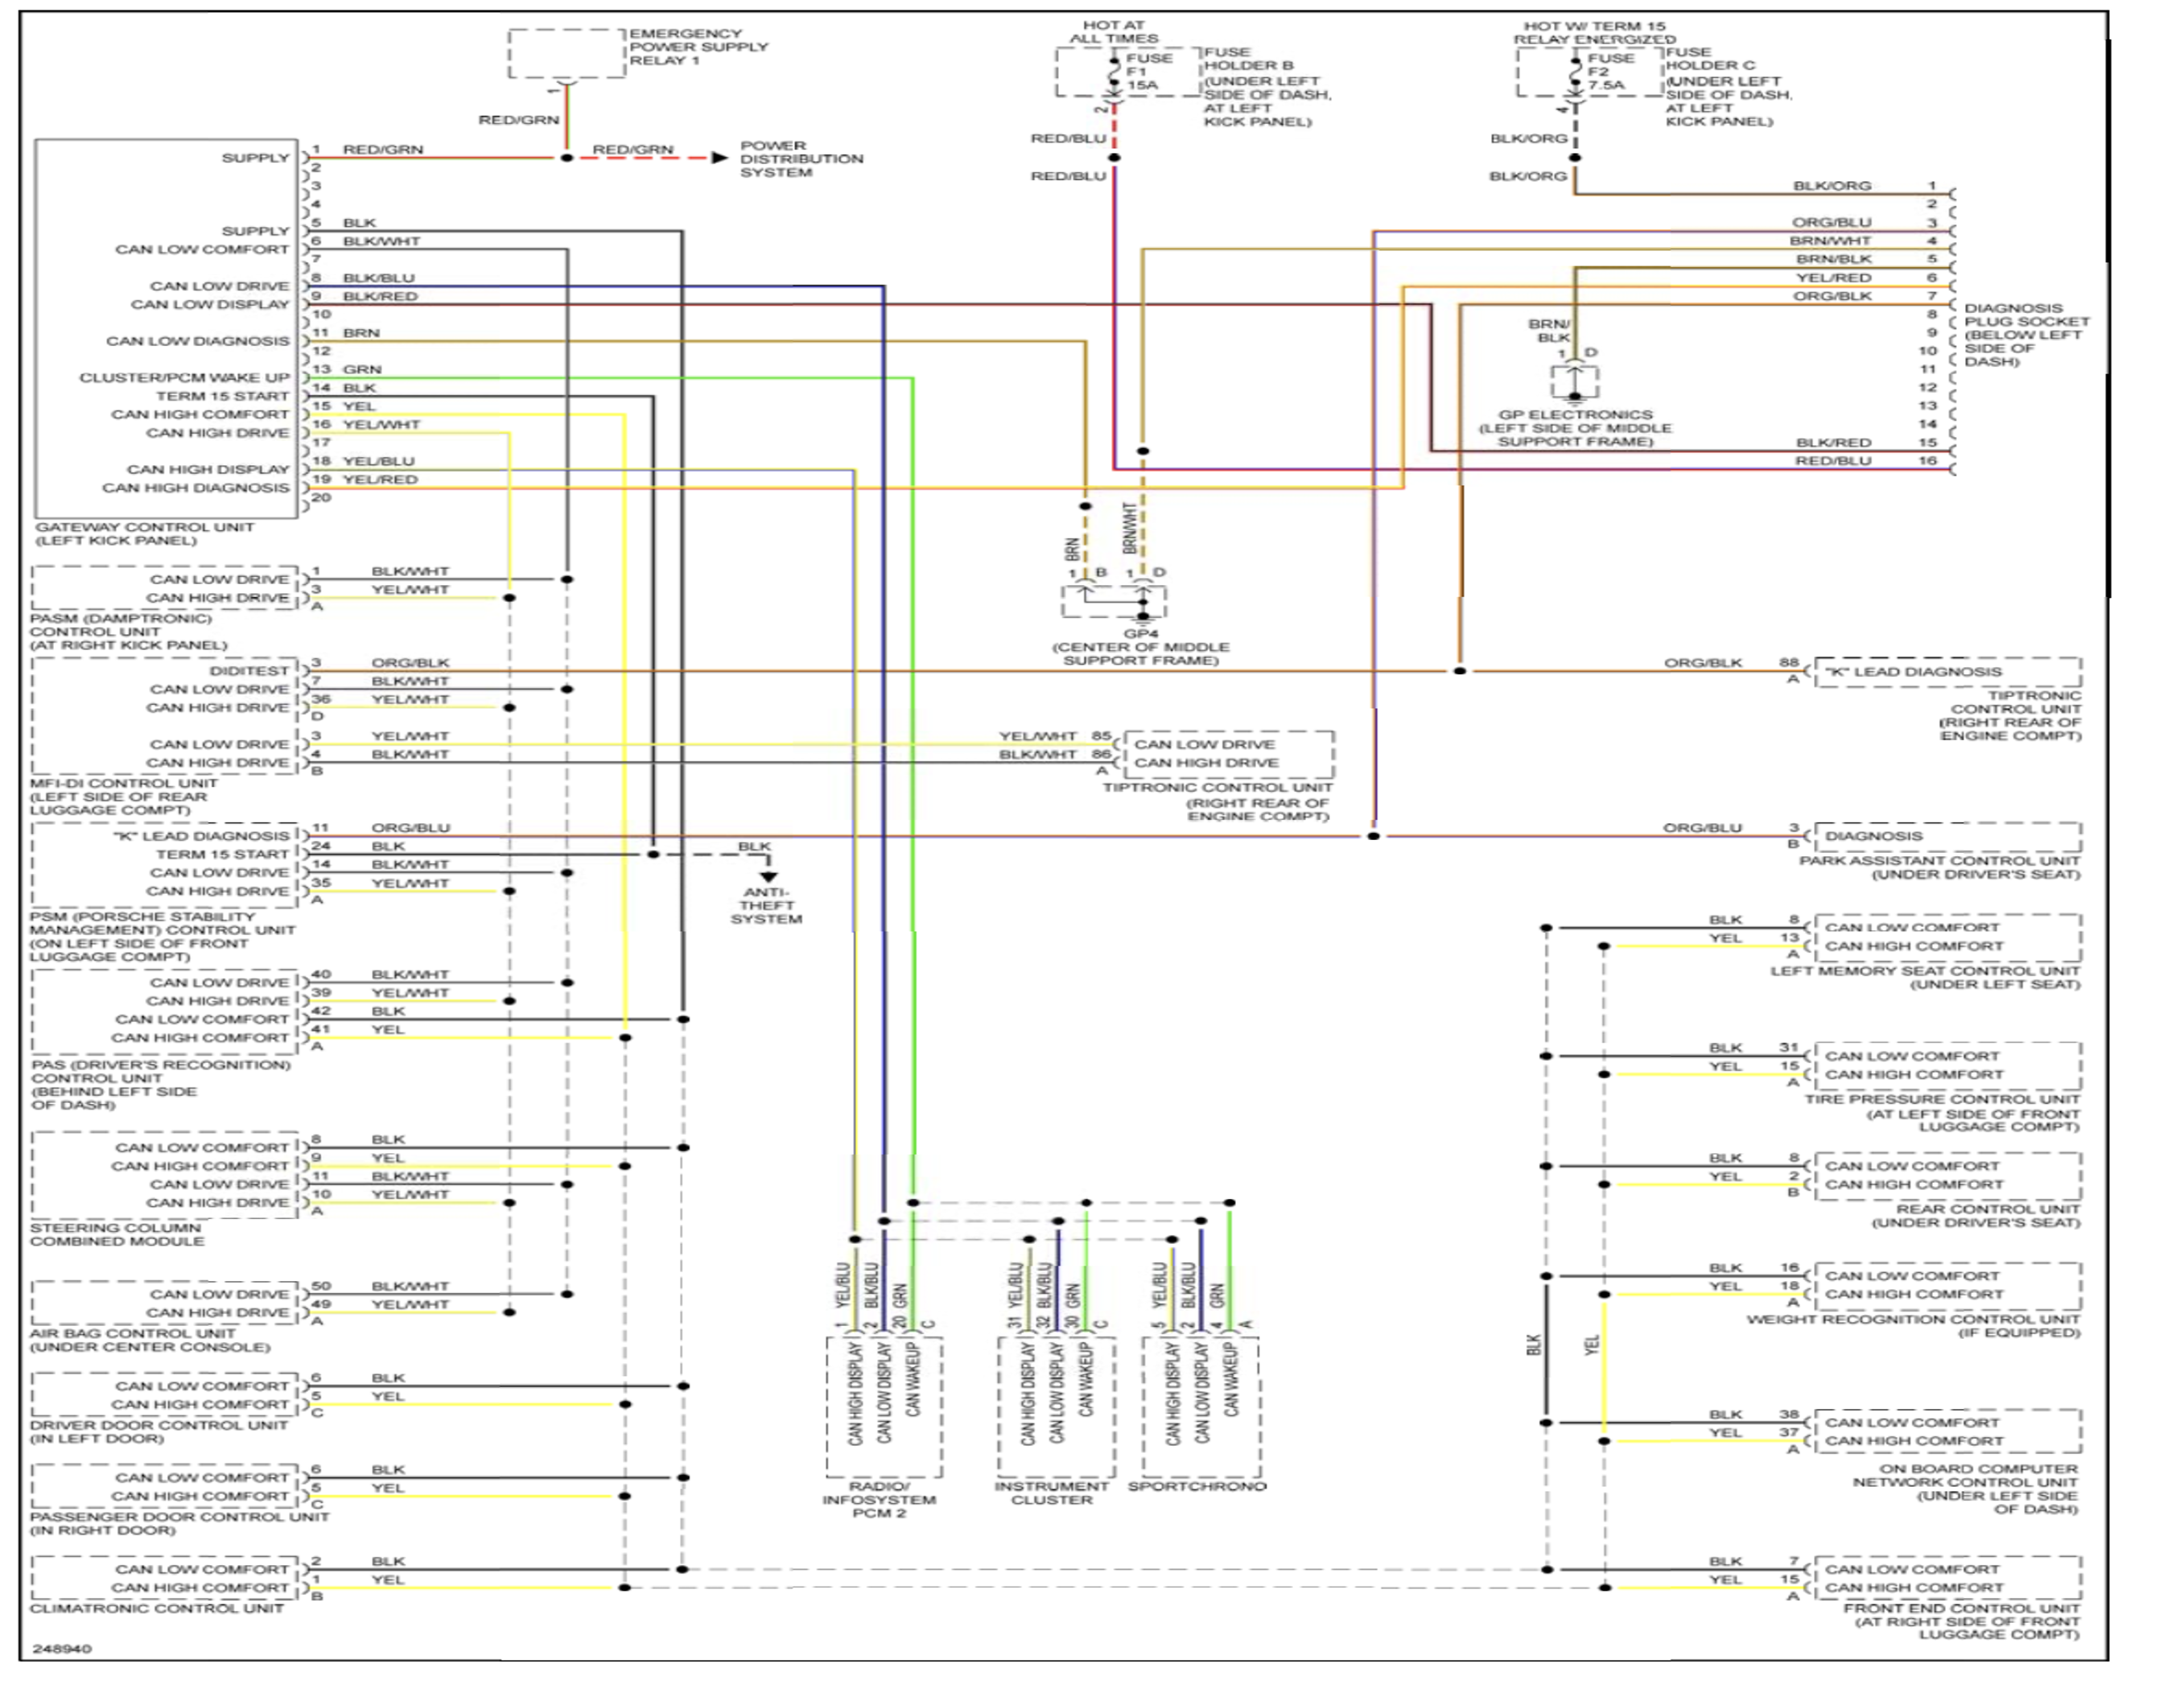 EMERGENCY
POWER SUPPLY
RELAY 1
1
RED/GRN
RED/GRN
POWER
DISTRIBUTION
SYSTEM
HOT AT
ALL TIMES
FUSE
F1
15A
FUSE
HOLDER B
(UNDER LEFT
SIDE OF DASH,
AT LEFT
KICK PANEL)
2
RED/BLU
RED/BLU
HOT W/ TERM 15
RELAY ENERGIZED
FUSE
F2
7.5A
FUSE
HOLDER C
(UNDER LEFT
SIDE OF DASH,
AT LEFT
KICK PANEL)
4
BLK/ORG
BLK/ORG
SUPPLY 1 RED/GRN
2
3
4
SUPPLY 5 BLK
CAN LOW COMFORT 6 BLK/WHT
7
CAN LOW DRIVE 8 BLK/BLU
CAN LOW DISPLAY 9 BLK/RED
10
CAN LOW DIAGNOSIS 11 BRN
12
CLUSTER/PCM WAKE UP 13 GRN
TERM 15 START 14 BLK
CAN HIGH COMFORT 15 YEL
CAN HIGH DRIVE 16 YEL/WHT
17
CAN HIGH DISPLAY 18 YEL/BLU
CAN HIGH DIAGNOSIS 19 YEL/RED
20
GATEWAY CONTROL UNIT
(LEFT KICK PANEL)
BLK/ORG 1
2
ORG/BLU 3
BRN/WHT 4
BRN/BLK 5
YEL/RED 6
ORG/BLK 7
8
9
10
11
12
13
14
BLK/RED 15
RED/BLU 16
DIAGNOSIS
PLUG SOCKET
(BELOW LEFT
SIDE OF
DASH)
BRN/
BLK
1 D
GP ELECTRONICS
(LEFT SIDE OF MIDDLE
SUPPORT FRAME)
BRN
BRN/WHT
1 B 1 D
GP4
(CENTER OF MIDDLE
SUPPORT FRAME)
CAN LOW DRIVE 1 BLK/WHT
CAN HIGH DRIVE 3 YEL/WHT
A
PASM (DAMPTRONIC)
CONTROL UNIT
(AT RIGHT KICK PANEL)
DIDITEST 3 ORG/BLK
CAN LOW DRIVE 7 BLK/WHT
CAN HIGH DRIVE 36 YEL/WHT
D
CAN LOW DRIVE 3 YEL/WHT
CAN HIGH DRIVE 4 BLK/WHT
B
MFI-DI CONTROL UNIT
(LEFT SIDE OF REAR
LUGGAGE COMPT)
YEL/WHT 85 CAN LOW DRIVE
BLK/WHT 86 CAN HIGH DRIVE
A
TIPTRONIC CONTROL UNIT
(RIGHT REAR OF
ENGINE COMPT)
ORG/BLK 88 "K" LEAD DIAGNOSIS
A
TIPTRONIC
CONTROL UNIT
(RIGHT REAR OF
ENGINE COMPT)
"K" LEAD DIAGNOSIS 11 ORG/BLU
TERM 15 START 24 BLK
CAN LOW DRIVE 14 BLK/WHT
CAN HIGH DRIVE 35 YEL/WHT
A
PSM (PORSCHE STABILITY
MANAGEMENT) CONTROL UNIT
(ON LEFT SIDE OF FRONT
LUGGAGE COMPT)
BLK
ANTI-
THEFT
SYSTEM
ORG/BLU 3 DIAGNOSIS
B
PARK ASSISTANT CONTROL UNIT
(UNDER DRIVER'S SEAT)
CAN LOW DRIVE 40 BLK/WHT
CAN HIGH DRIVE 39 YEL/WHT
CAN LOW COMFORT 42 BLK
CAN HIGH COMFORT 41 YEL
A
PAS (DRIVER'S RECOGNITION)
CONTROL UNIT
(BEHIND LEFT SIDE
OF DASH)
CAN LOW COMFORT 8 BLK
CAN HIGH COMFORT 9 YEL
CAN LOW DRIVE 11 BLK/WHT
CAN HIGH DRIVE 10 YEL/WHT
A
STEERING COLUMN
COMBINED MODULE
CAN LOW DRIVE 50 BLK/WHT
CAN HIGH DRIVE 49 YEL/WHT
A
AIR BAG CONTROL UNIT
(UNDER CENTER CONSOLE)
CAN LOW COMFORT 6 BLK
CAN HIGH COMFORT 5 YEL
C
DRIVER DOOR CONTROL UNIT
(IN LEFT DOOR)
CAN LOW COMFORT 6 BLK
CAN HIGH COMFORT 5 YEL
C
PASSENGER DOOR CONTROL UNIT
(IN RIGHT DOOR)
CAN LOW COMFORT 2 BLK
CAN HIGH COMFORT 1 YEL
B
CLIMATRONIC CONTROL UNIT
YEL/BLU BLK/BLU GRN
1 2 20 C
CAN HIGH DISPLAY
CAN LOW DISPLAY
CAN WAKEUP
RADIO/
INFOSYSTEM
PCM 2
YEL/BLU BLK/BLU GRN
31 32 30 C
CAN HIGH DISPLAY
CAN LOW DISPLAY
CAN WAKEUP
INSTRUMENT
CLUSTER
YEL/BLU BLK/BLU GRN
5 2 4 A
CAN HIGH DISPLAY
CAN LOW DISPLAY
CAN WAKEUP
SPORTCHRONO
BLK 8 CAN LOW COMFORT
YEL 13 CAN HIGH COMFORT
A
LEFT MEMORY SEAT CONTROL UNIT
(UNDER LEFT SEAT)
BLK 31 CAN LOW COMFORT
YEL 15 CAN HIGH COMFORT
A
TIRE PRESSURE CONTROL UNIT
(AT LEFT SIDE OF FRONT
LUGGAGE COMPT)
BLK 8 CAN LOW COMFORT
YEL 2 CAN HIGH COMFORT
B
REAR CONTROL UNIT
(UNDER DRIVER'S SEAT)
BLK 16 CAN LOW COMFORT
YEL 18 CAN HIGH COMFORT
A
WEIGHT RECOGNITION CONTROL UNIT
(IF EQUIPPED)
BLK
YEL
BLK 38 CAN LOW COMFORT
YEL 37 CAN HIGH COMFORT
A
ON BOARD COMPUTER
NETWORK CONTROL UNIT
(UNDER LEFT SIDE
OF DASH)
BLK 7 CAN LOW COMFORT
YEL 15 CAN HIGH COMFORT
A
FRONT END CONTROL UNIT
(AT RIGHT SIDE OF FRONT
LUGGAGE COMPT)
248940